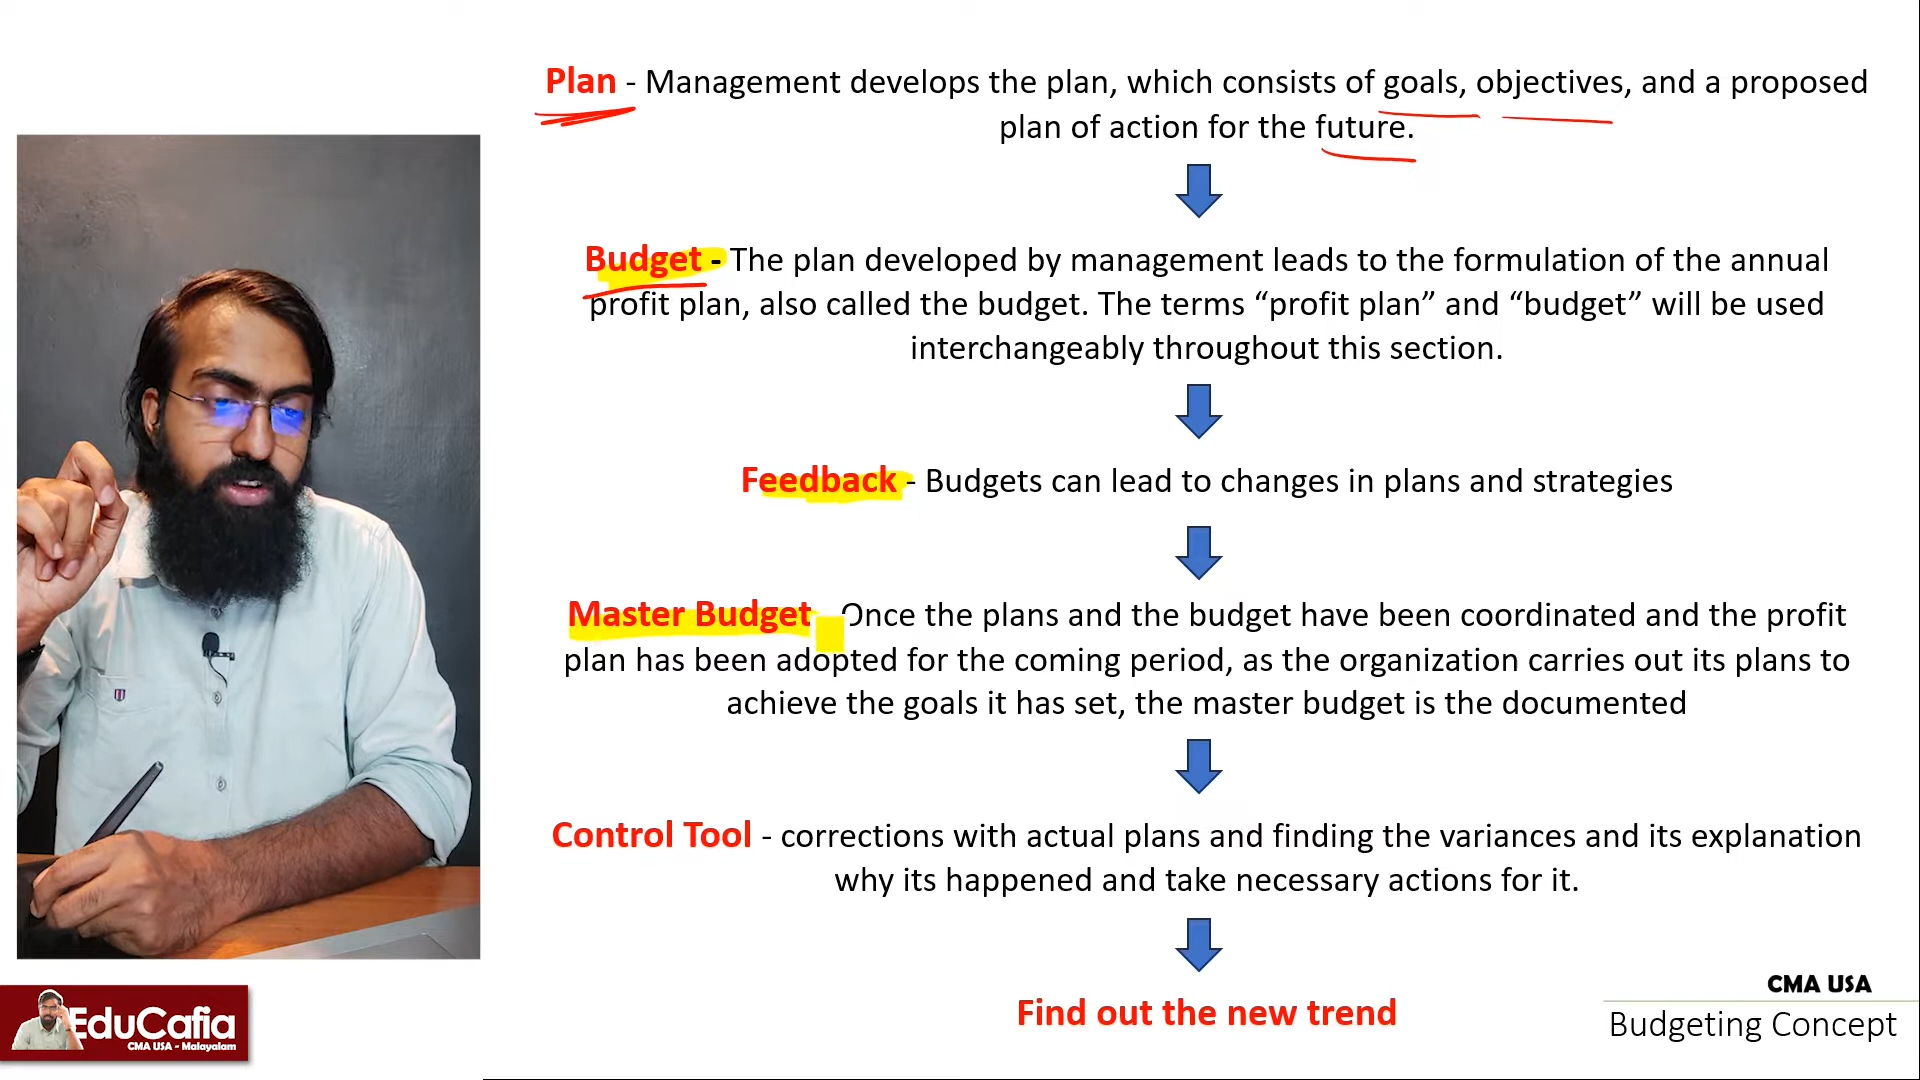 Plan - Management develops the plan, which consists of goals, objectives, and a proposed
plan of action for the future.
Budget - The plan developed by management leads to the formulation of the annual
profit plan, also called the budget. The terms “profit plan” and “budget” will be used
interchangeably throughout this section.
Feedback - Budgets can lead to changes in plans and strategies
Master Budget Once the plans and the budget have been coordinated and the profit
plan has been adopted for the coming period, as the organization carries out its plans to
achieve the goals it has set, the master budget is the documented
Control Tool - corrections with actual plans and finding the variances and its explanation
why its happened and take necessary actions for it.
Find out the new trend
CMA USA
Budgeting Concept
EduCafia
CMA USA - Malayalam